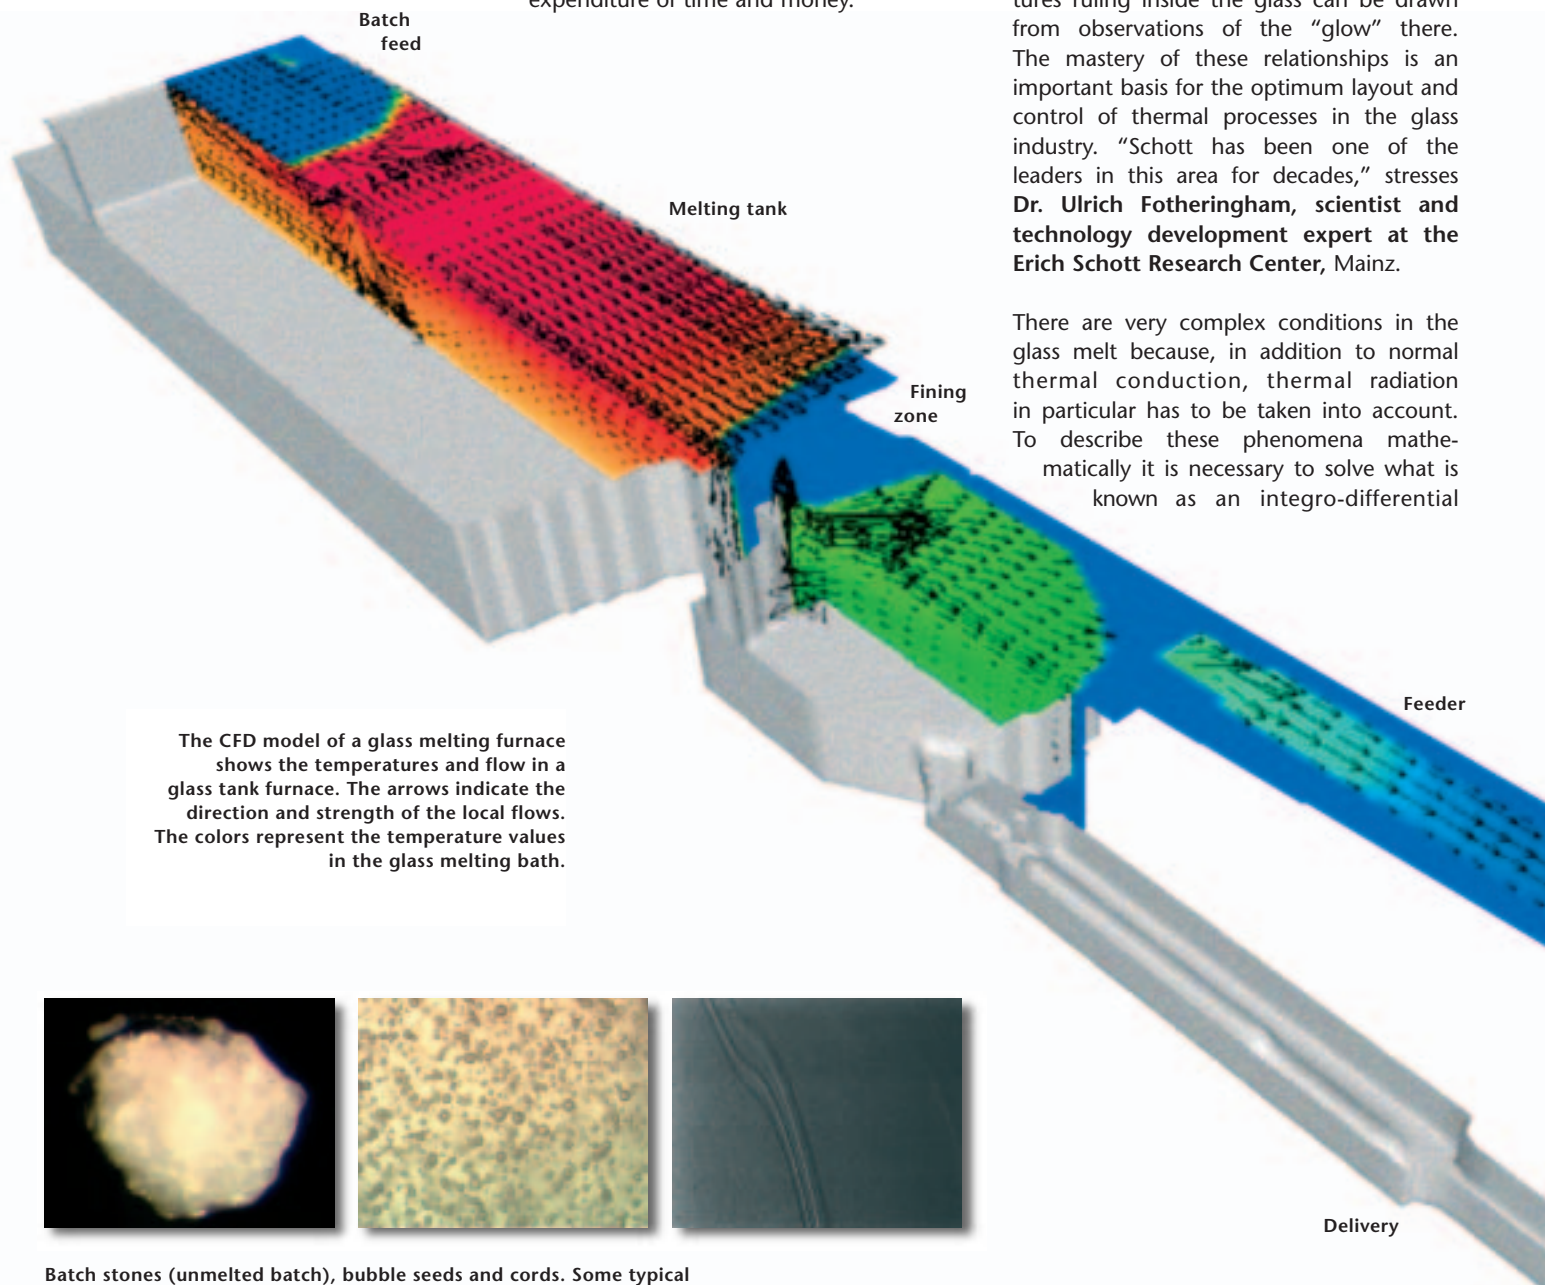 expenditure of time and money.
tures ruling inside the glass can be drawn
from observations of the “glow” there.
The mastery of these relationships is an
important basis for the optimum layout and
control of thermal processes in the glass
industry. “Schott has been one of the
leaders in this area for decades,” stresses
Dr. Ulrich Fotheringham, scientist and
technology development expert at the
Erich Schott Research Center, Mainz.
There are very complex conditions in the
glass melt because, in addition to normal
thermal conduction, thermal radiation
in particular has to be taken into account.
To describe these phenomena mathe-
matically it is necessary to solve what is
known as an integro-differential
Batch
feed
Melting tank
Fining
zone
Feeder
Delivery
The CFD model of a glass melting furnace
shows the temperatures and flow in a
glass tank furnace. The arrows indicate the
direction and strength of the local flows.
The colors represent the temperature values
in the glass melting bath.
Batch stones (unmelted batch), bubble seeds and cords. Some typical